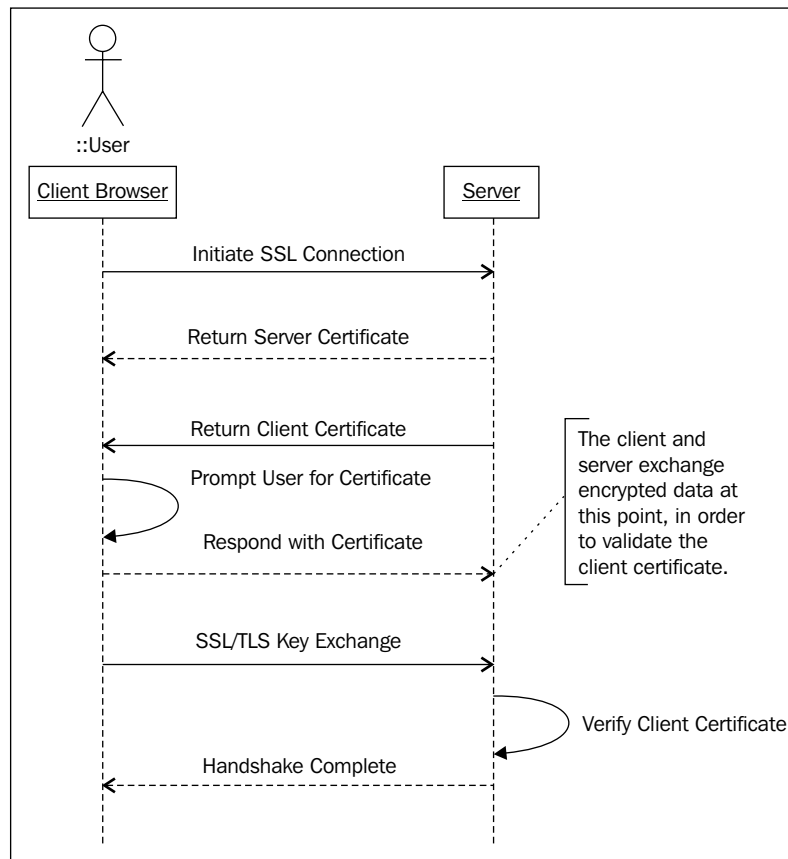 ::User
Client Browser
Server
Initiate SSL Connection
Return Server Certificate
Return Client Certificate
The client and
server exchange
encrypted data at
this point, in order
to validate the
client certificate.
Prompt User for Certificate
Respond with Certificate
SSL/TLS Key Exchange
Verify Client Certificate
Handshake Complete